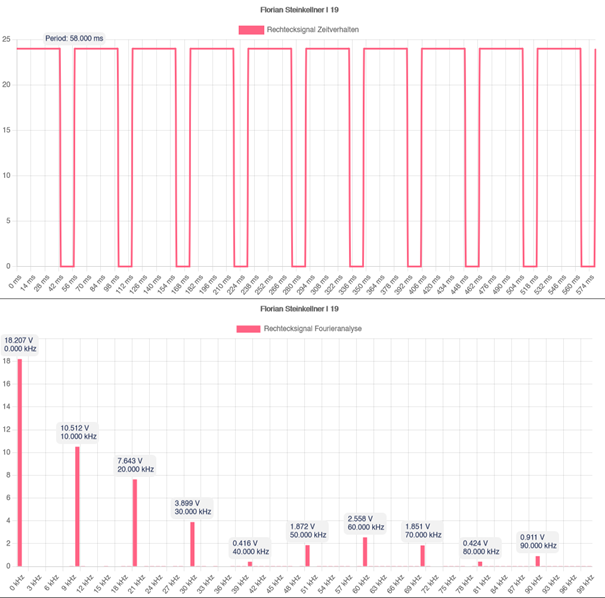 Florian Steinkellner I 19
Rechtecksignal Zeitverhalten
Period: 58.000 ms
25
20
15
10
5
0
0 ms 14 ms 28 ms 42 ms 56 ms 70 ms 84 ms 98 ms 112 ms 126 ms 140 ms 154 ms 168 ms 182 ms 196 ms 210 ms 224 ms 238 ms 252 ms 266 ms 280 ms 294 ms 308 ms 322 ms 336 ms 350 ms 364 ms 378 ms 392 ms 406 ms 420 ms 434 ms 448 ms 462 ms 476 ms 490 ms 504 ms 518 ms 532 ms 546 ms 560 ms 574 ms
Florian Steinkellner I 19
Rechtecksignal Fourieranalyse
18.207 V
0.000 kHz
18
16
14
12
10
8
6
4
2
0
10.512 V
10.000 kHz
7.643 V
20.000 kHz
3.899 V
30.000 kHz
0.416 V
40.000 kHz
1.872 V
50.000 kHz
2.558 V
60.000 kHz
1.851 V
70.000 kHz
0.424 V
80.000 kHz
0.911 V
90.000 kHz
0 kHz 3 kHz 6 kHz 9 kHz 12 kHz 15 kHz 18 kHz 21 kHz 24 kHz 27 kHz 30 kHz 33 kHz 36 kHz 39 kHz 42 kHz 45 kHz 48 kHz 51 kHz 54 kHz 57 kHz 60 kHz 63 kHz 66 kHz 69 kHz 72 kHz 75 kHz 78 kHz 81 kHz 84 kHz 87 kHz 90 kHz 93 kHz 96 kHz 99 kHz